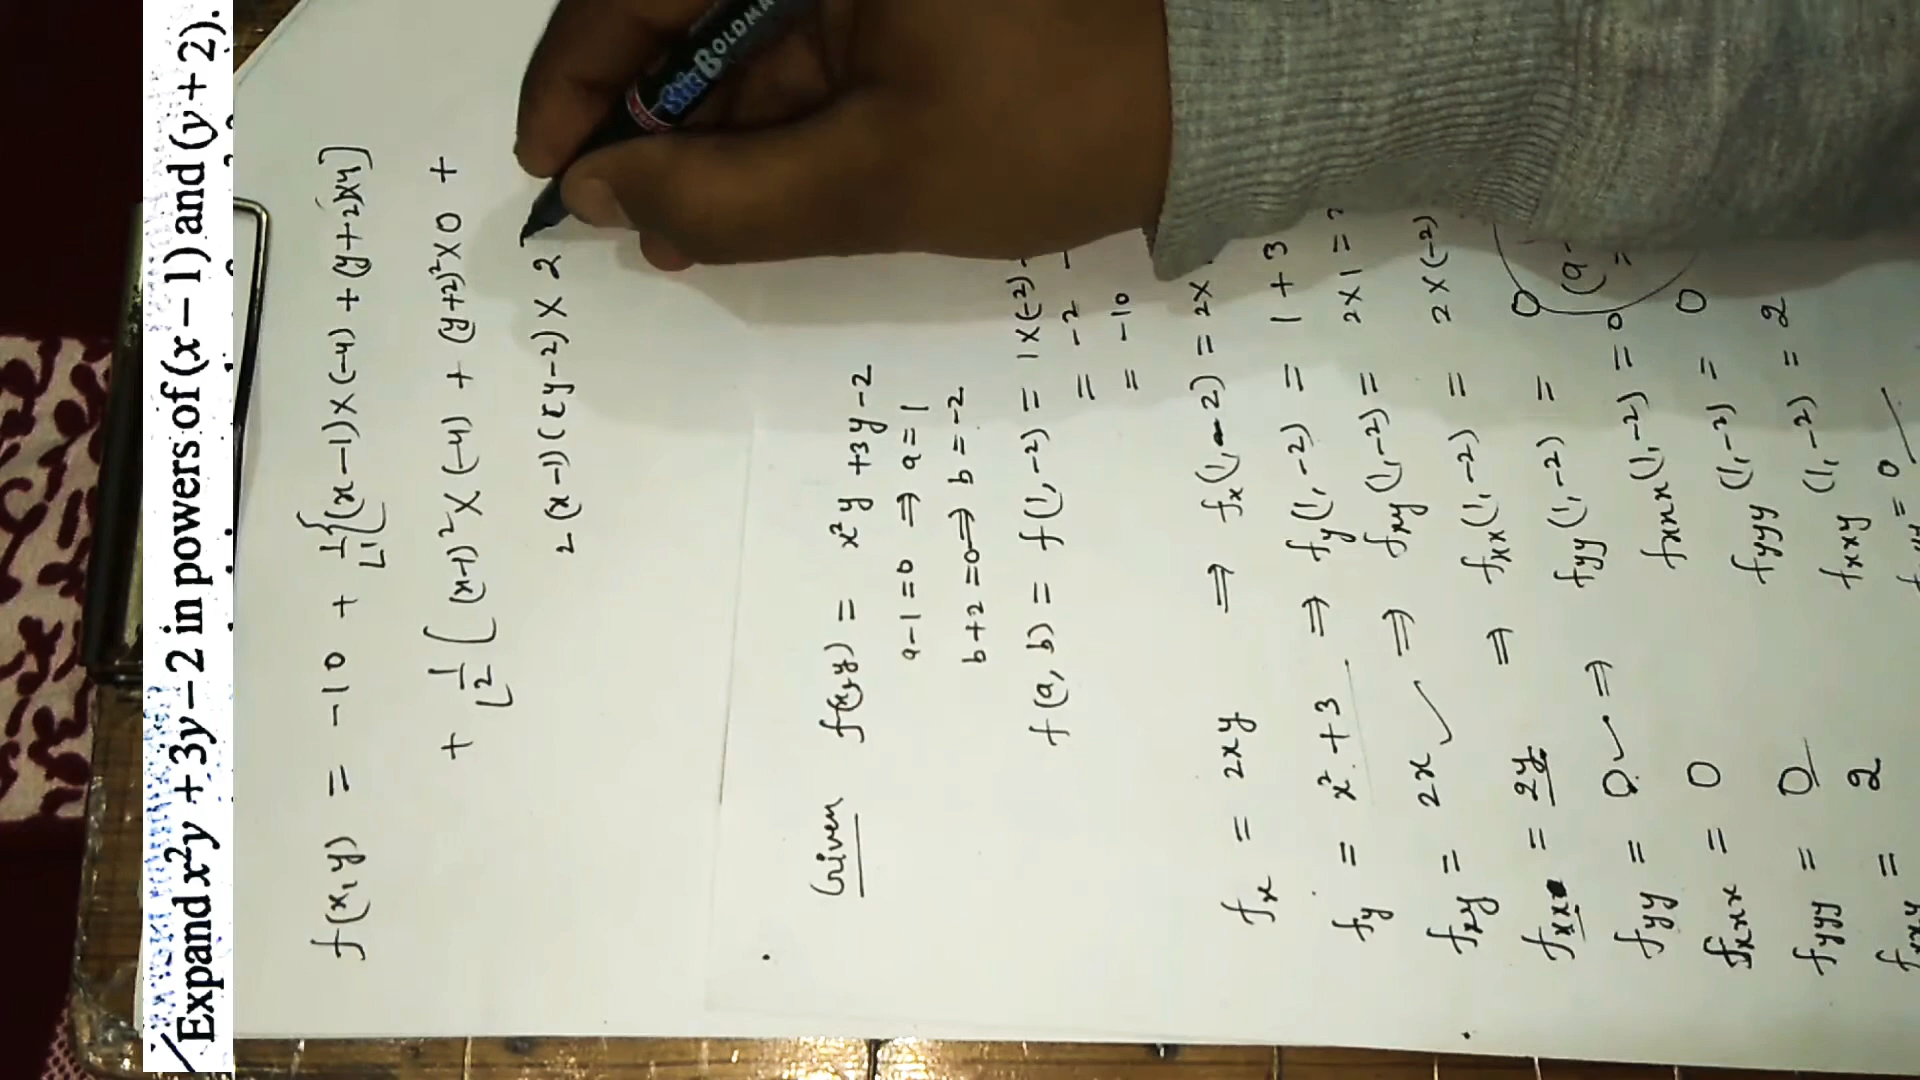 Expand x²y + 3y – 2 in powers of (x – 1) and (y + 2).
f(x,y) = -10 + 1/⌊1 {(x-1)×(-4) + (y+2)×4]
+ 1/⌊2 [(x-1)²×(-4) + (y+2)²×0 +
2(x-1)(y-2)×2
Given f(x,y) = x²y+3y-2
a-1=0 ⇒ a=1
b+2=0 ⇒ b=-2
f(a,b) = f(1,-2) = 1×(-2)
= -2
= -10
fx = 2xy ⇒ fx(1,-2) = 2×
fy = x²+3 ⇒ fy(1,-2) = 1+3
fxy = 2x ⇒ fxy(1,-2) = 2×1=
fxx = 2y ⇒ fxx(1,-2) = 2×(-2)
fyy = 0 ⇒ fyy(1,-2) = 0
fxxx = 0 fxxx(1,-2) = 0
fyyy = 0 fyyy(1,-2) = 0
fxxy = 2 fxxy(1,-2) = 2
= 0
Stic BOLDMA